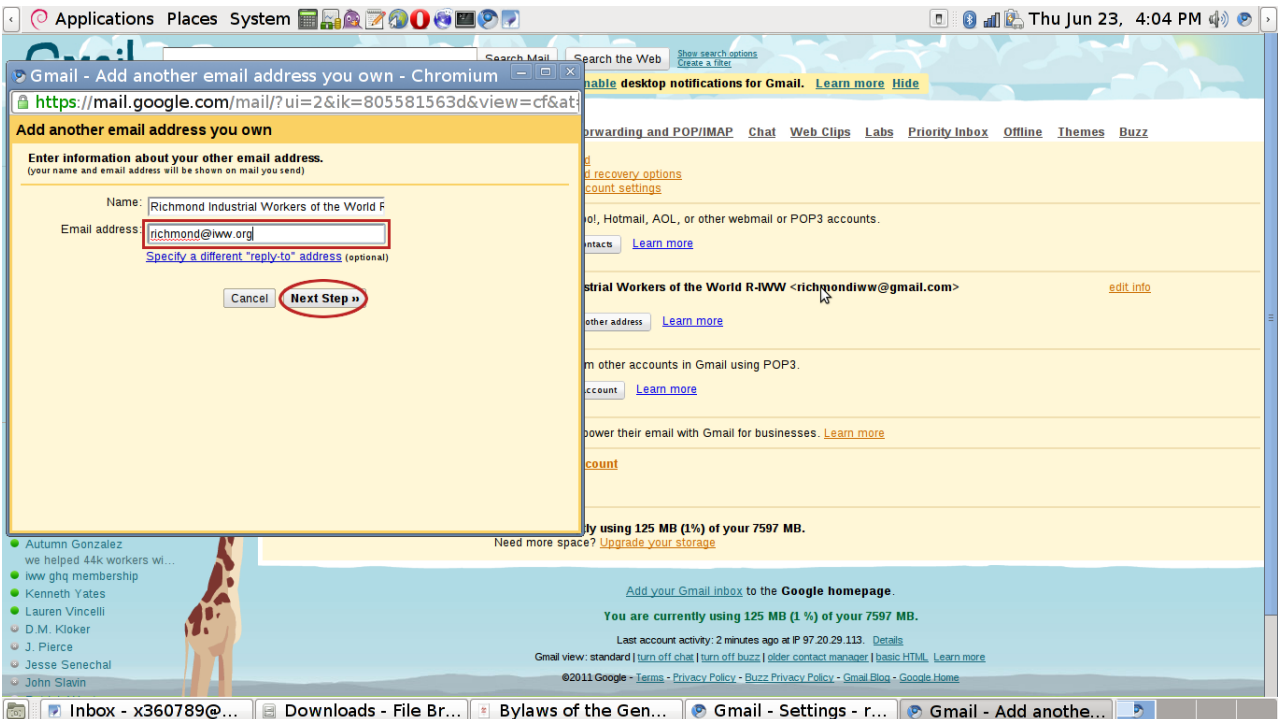 Applications Places System Thu Jun 23, 4:04 PM
Gmail Search Mail Search the Web Show search options
Create a filter
Gmail - Add another email address you own - Chromium
nable desktop notifications for Gmail. Learn more Hide
https://mail.google.com/mail/?ui=2&ik=805581563d&view=cf&at=
Add another email address you own
Enter information about your other email address.
(your name and email address will be shown on mail you send)
Name: Richmond Industrial Workers of the World R
Email address: richmond@iww.org
Specify a different "reply-to" address (optional)
Cancel Next Step »
orwarding and POP/IMAP Chat Web Clips Labs Priority Inbox Offline Themes Buzz
d
d recovery options
count settings
oo!, Hotmail, AOL, or other webmail or POP3 accounts.
ontacts Learn more
strial Workers of the World R-IWW <richmondiww@gmail.com> edit info
other address Learn more
m other accounts in Gmail using POP3.
account Learn more
power their email with Gmail for businesses. Learn more
count
ly using 125 MB (1%) of your 7597 MB.
Need more space? Upgrade your storage
Autumn Gonzalez
we helped 44k workers wi...
iww ghq membership
Kenneth Yates
Lauren Vincelli
D.M. Kloker
J. Pierce
Jesse Senechal
John Slavin
Add your Gmail inbox to the Google homepage.
You are currently using 125 MB (1 %) of your 7597 MB.
Last account activity: 2 minutes ago at IP 97.20.29.113. Details
Gmail view: standard | turn off chat | turn off buzz | older contact manager | basic HTML Learn more
©2011 Google - Terms - Privacy Policy - Buzz Privacy Policy - Gmail Blog - Google Home
Inbox - x360789@... Downloads - File Br... Bylaws of the Gen... Gmail - Settings - r... Gmail - Add anothe...